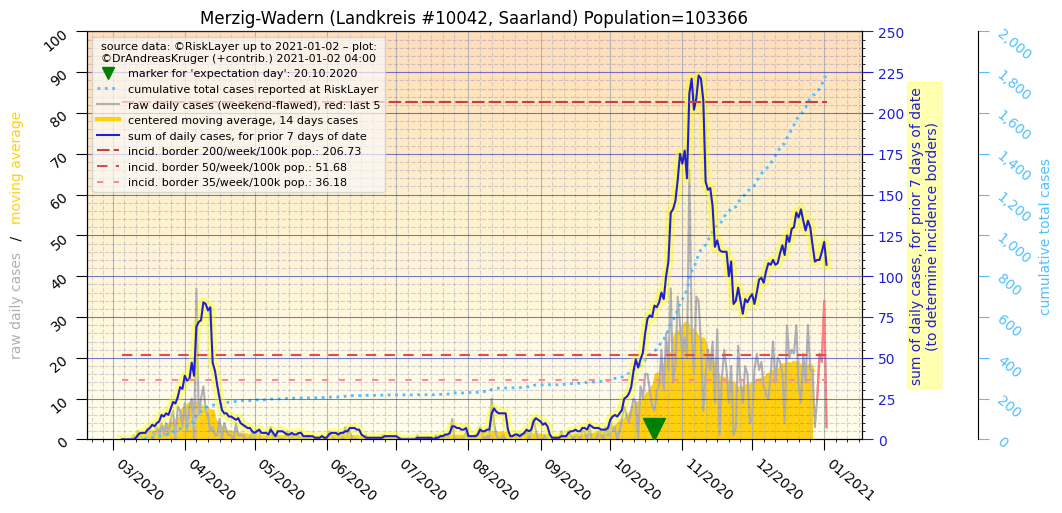 Merzig-Wadern (Landkreis #10042, Saarland) Population=103366
source data: ©RiskLayer up to 2021-01-02 – plot:
©DrAndreasKruger (+contrib.) 2021-01-02 04:00
marker for 'expectation day': 20.10.2020
cumulative total cases reported at RiskLayer
raw daily cases (weekend-flawed), red: last 5
centered moving average, 14 days cases
sum of daily cases, for prior 7 days of date
incid. border 200/week/100k pop.: 206.73
incid. border 50/week/100k pop.: 51.68
incid. border 35/week/100k pop.: 36.18
raw daily cases / moving average
100
90
80
70
60
50
40
30
20
10
0
03/2020
04/2020
05/2020
06/2020
07/2020
08/2020
09/2020
10/2020
11/2020
12/2020
01/2021
250
225
200
175
150
125
100
75
50
25
0
sum of daily cases, for prior 7 days of date
(to determine incidence borders)
2,000
1,800
1,600
1,400
1,200
1,000
800
600
400
200
0
cumulative total cases